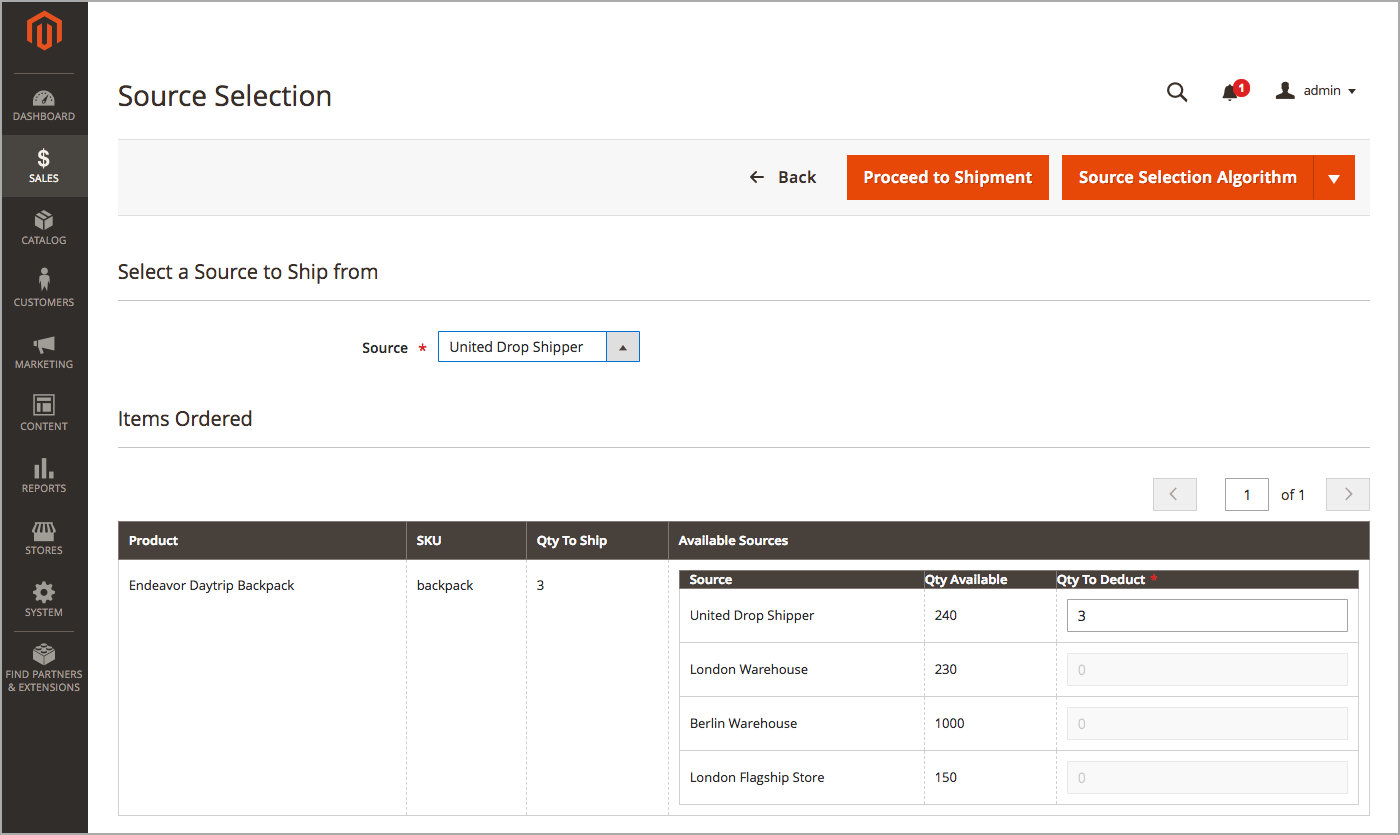 Source Selection
1
admin
DASHBOARD
SALES
CATALOG
CUSTOMERS
MARKETING
CONTENT
REPORTS
STORES
SYSTEM
FIND PARTNERS
& EXTENSIONS
Back
Proceed to Shipment
Source Selection Algorithm
Select a Source to Ship from
Source * United Drop Shipper
Items Ordered
1 of 1
Product SKU Qty To Ship Available Sources
Endeavor Daytrip Backpack backpack 3
Source Qty Available Qty To Deduct *
United Drop Shipper 240 3
London Warehouse 230 0
Berlin Warehouse 1000 0
London Flagship Store 150 0